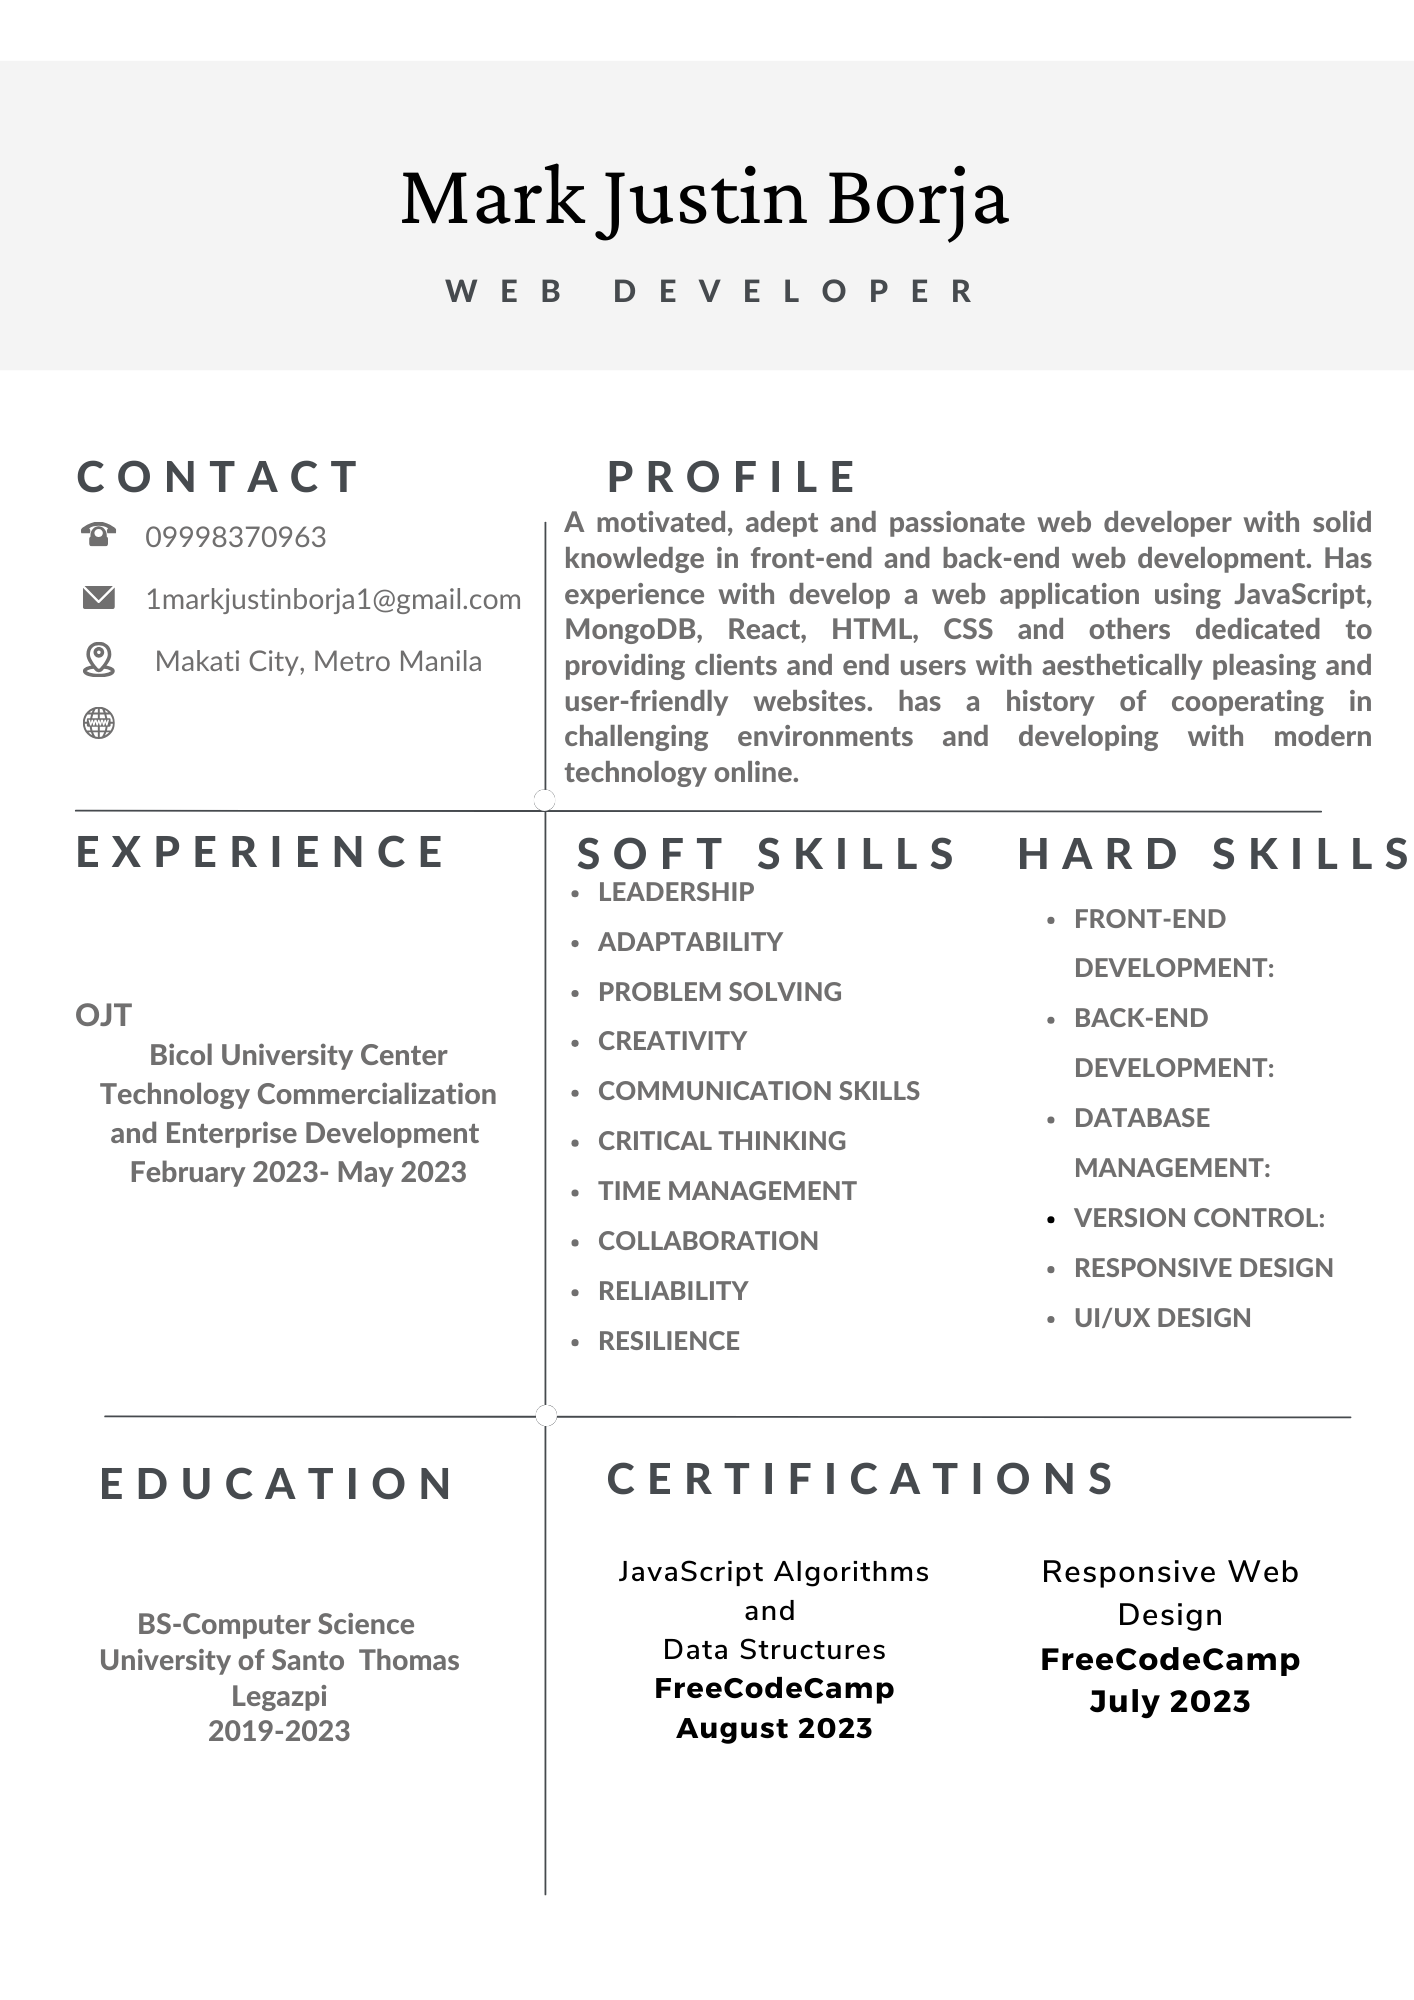 Mark Justin Borja
WEB DEVELOPER
CONTACT
09998370963
1markjustinborja1@gmail.com
Makati City, Metro Manila
PROFILE
A motivated, adept and passionate web developer with solid
knowledge in front-end and back-end web development. Has
experience with develop a web application using JavaScript,
MongoDB, React, HTML, CSS and others dedicated to
providing clients and end users with aesthetically pleasing and
user-friendly websites. has a history of cooperating in
challenging environments and developing with modern
technology online.
EXPERIENCE
OJT
Bicol University Center
Technology Commercialization
and Enterprise Development
February 2023- May 2023
SOFT SKILLS
• LEADERSHIP
• ADAPTABILITY
• PROBLEM SOLVING
• CREATIVITY
• COMMUNICATION SKILLS
• CRITICAL THINKING
• TIME MANAGEMENT
• COLLABORATION
• RELIABILITY
• RESILIENCE
HARD SKILLS
• FRONT-END
DEVELOPMENT:
• BACK-END
DEVELOPMENT:
• DATABASE
MANAGEMENT:
• VERSION CONTROL:
• RESPONSIVE DESIGN
• UI/UX DESIGN
EDUCATION
BS-Computer Science
University of Santo Thomas
Legazpi
2019-2023
CERTIFICATIONS
JavaScript Algorithms
and
Data Structures
FreeCodeCamp
August 2023
Responsive Web
Design
FreeCodeCamp
July 2023